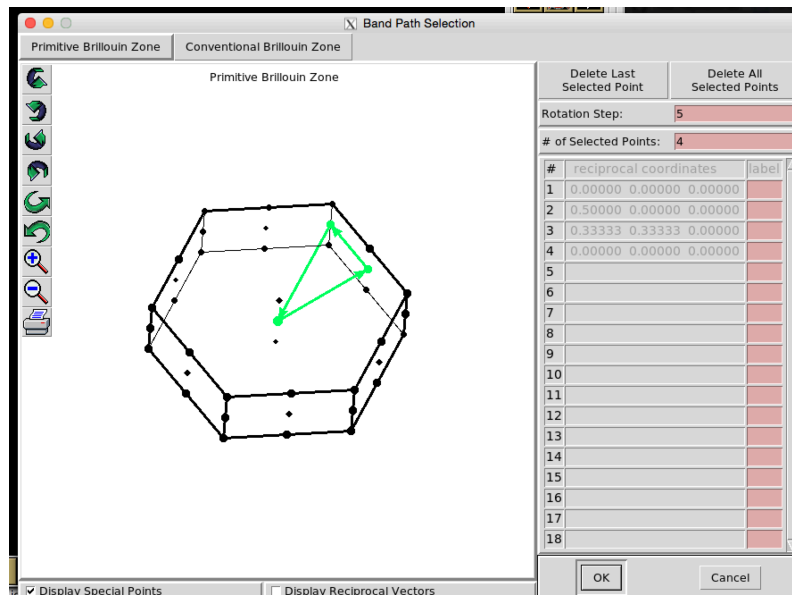 Band Path Selection
Primitive Brillouin Zone
Conventional Brillouin Zone
Primitive Brillouin Zone
Delete Last
Selected Point
Delete All
Selected Points
Rotation Step: 5
# of Selected Points: 4
# reciprocal coordinates label
1 0.00000 0.00000 0.00000
2 0.50000 0.00000 0.00000
3 0.33333 0.33333 0.00000
4 0.00000 0.00000 0.00000
5
6
7
8
9
10
11
12
13
14
15
16
17
18
OK
Cancel
Display Special Points
Display Reciprocal Vectors